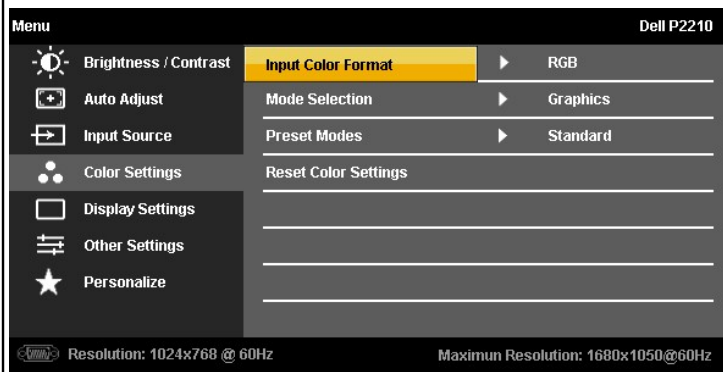 Menu Dell P2210
Brightness / Contrast Input Color Format RGB
Auto Adjust Mode Selection Graphics
Input Source Preset Modes Standard
Color Settings Reset Color Settings
Display Settings
Other Settings
Personalize
Resolution: 1024x768 @ 60Hz Maximun Resolution: 1680x1050@60Hz